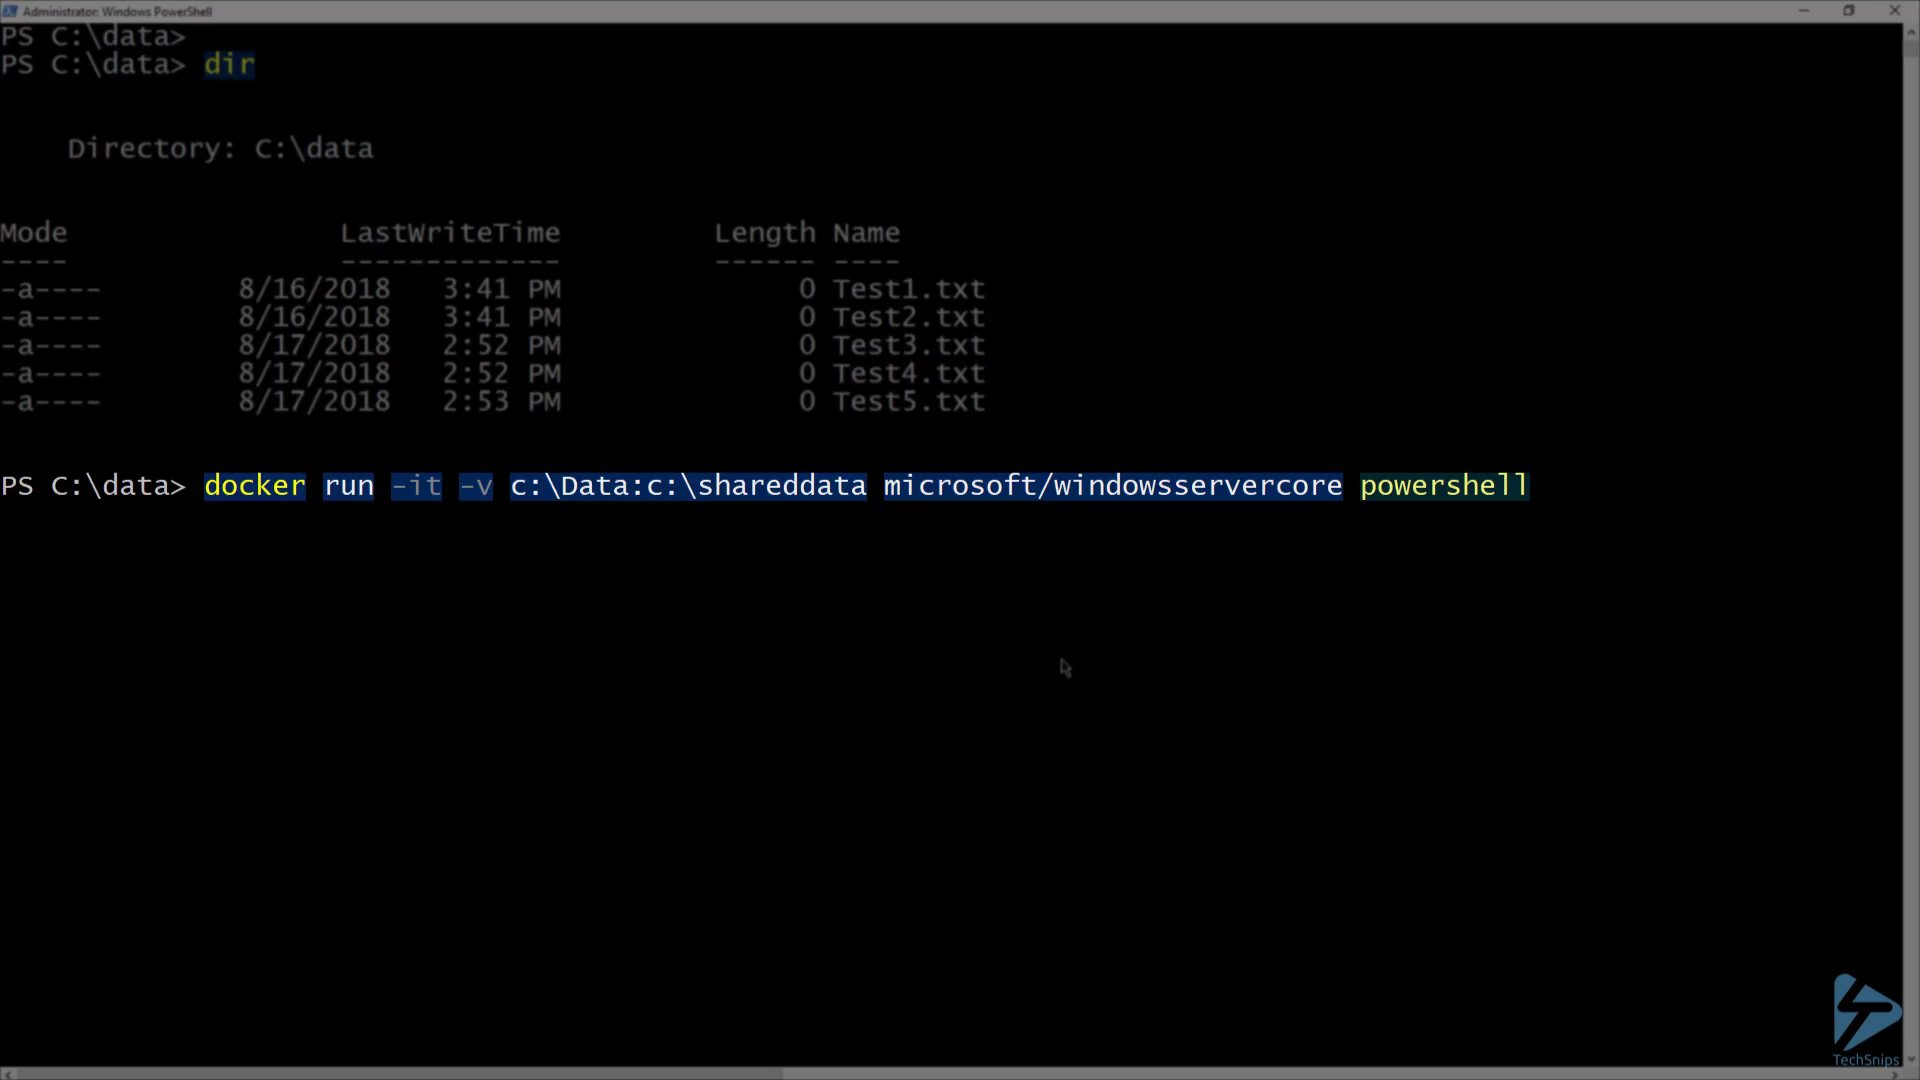 Administrator: Windows PowerShell
PS C:\data>
PS C:\data> dir
Directory: C:\data
Mode LastWriteTime Length Name
---- ------------- ------ ----
-a---- 8/16/2018 3:41 PM 0 Test1.txt
-a---- 8/16/2018 3:41 PM 0 Test2.txt
-a---- 8/17/2018 2:52 PM 0 Test3.txt
-a---- 8/17/2018 2:52 PM 0 Test4.txt
-a---- 8/17/2018 2:53 PM 0 Test5.txt
PS C:\data> docker run -it -v c:\Data:c:\shareddata microsoft/windowsservercore powershell
TechSnips